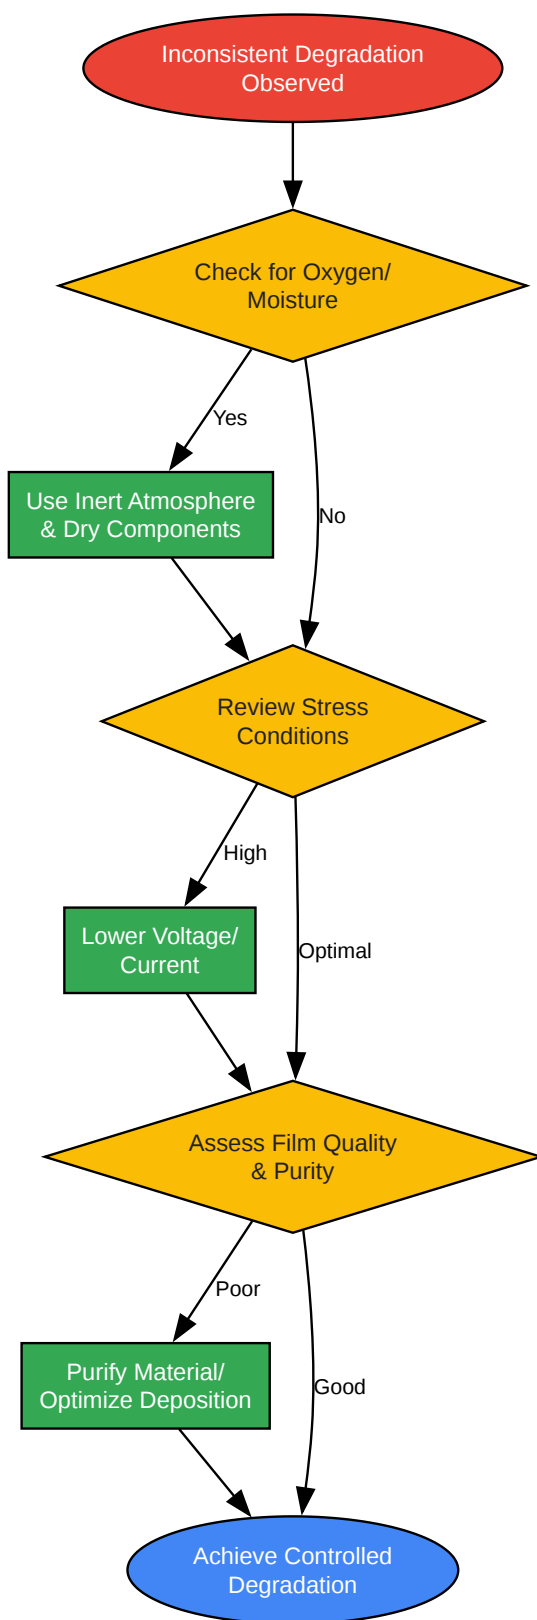 Inconsistent Degradation
Observed
Check for Oxygen/
Moisture
Yes
Use Inert Atmosphere
& Dry Components
No
Review Stress
Conditions
High
Lower Voltage/
Current
Optimal
Assess Film Quality
& Purity
Poor
Purify Material/
Optimize Deposition
Good
Achieve Controlled
Degradation